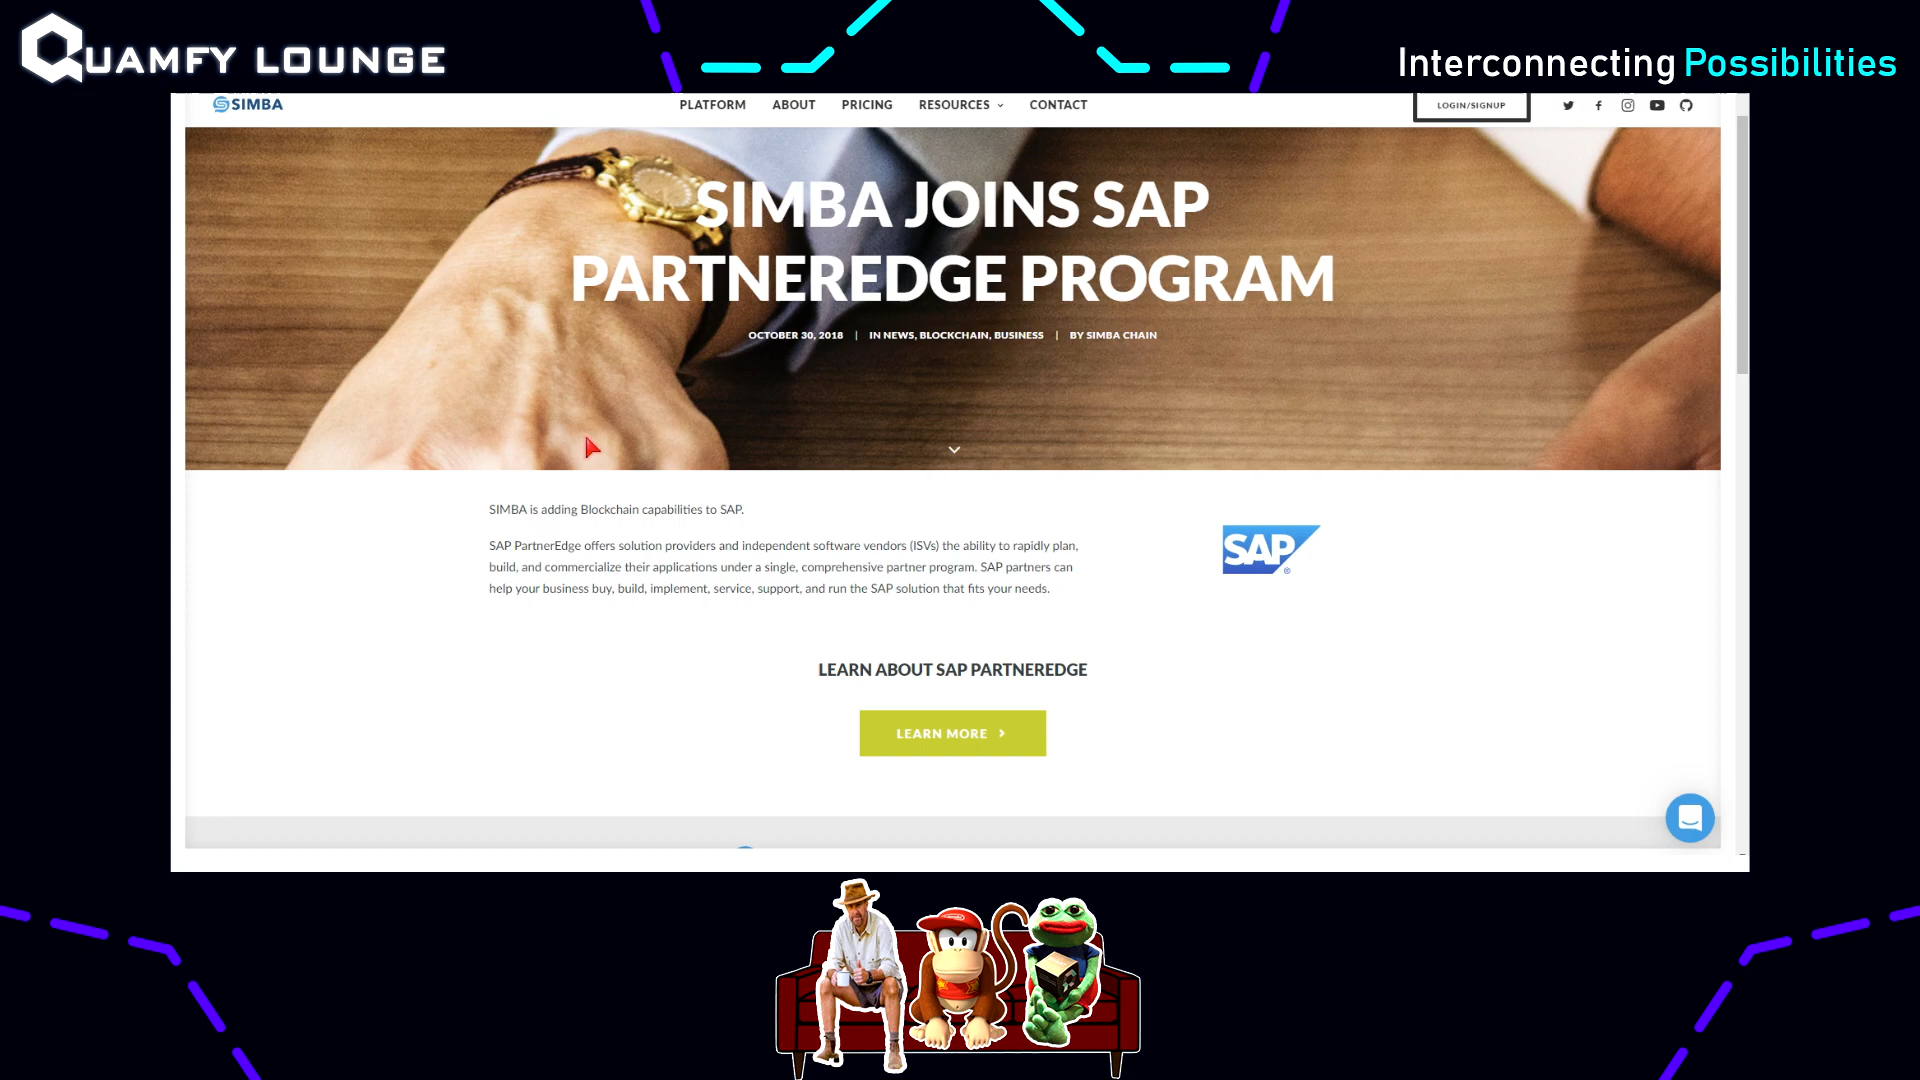 QUAMFY LOUNGE
Interconnecting Possibilities
SIMBA
PLATFORM ABOUT PRICING RESOURCES CONTACT
LOGIN/SIGNUP
SIMBA JOINS SAP
PARTNEREDGE PROGRAM
OCTOBER 30, 2018 | IN NEWS, BLOCKCHAIN, BUSINESS | BY SIMBA CHAIN
SIMBA is adding Blockchain capabilities to SAP.
SAP PartnerEdge offers solution providers and independent software vendors (ISVs) the ability to rapidly plan,
build, and commercialize their applications under a single, comprehensive partner program. SAP partners can
help your business buy, build, implement, service, support, and run the SAP solution that fits your needs.
SAP®
LEARN ABOUT SAP PARTNEREDGE
LEARN MORE